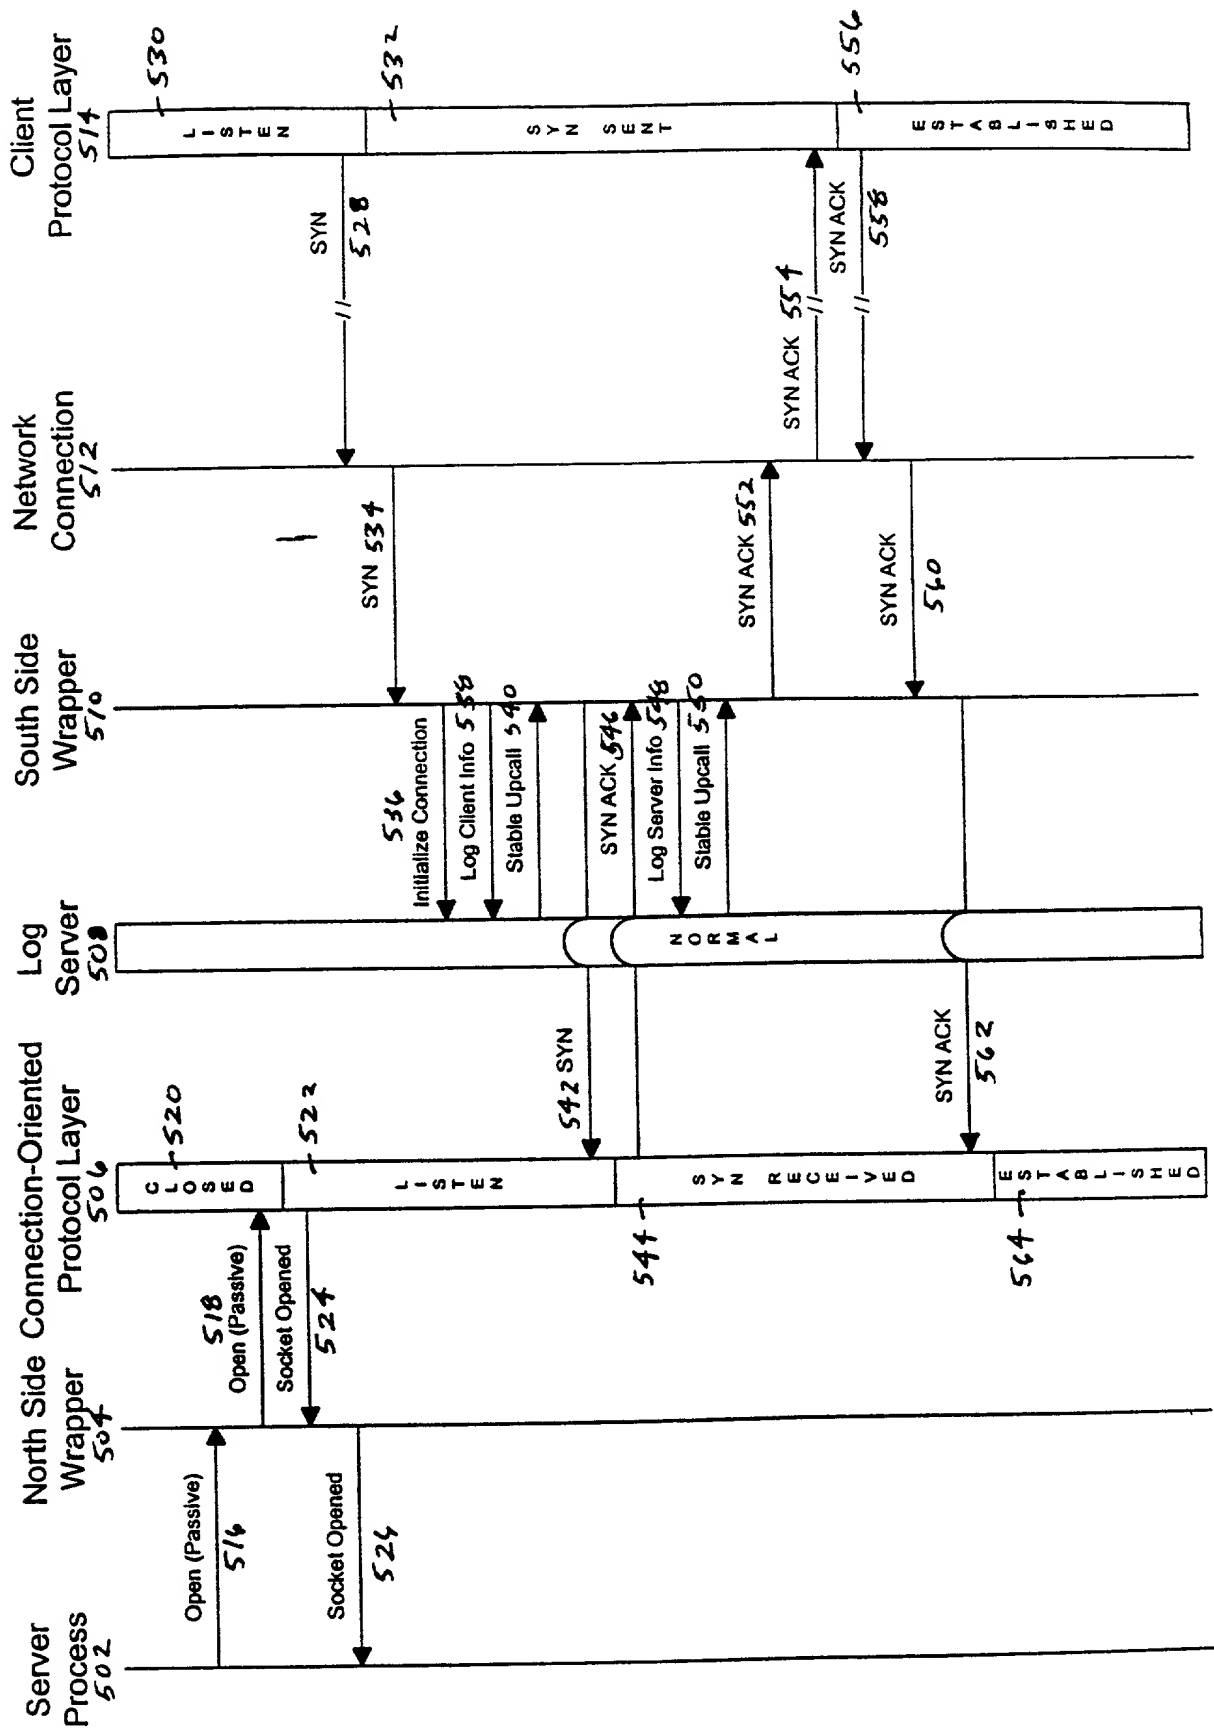 Server
Process
502
North Side
Wrapper
504
Connection-Oriented
Protocol Layer
506
Log
Server
508
South Side
Wrapper
510
Network
Connection
512
Client
Protocol Layer
514
CLOSED
520
LISTEN
530
Open (Passive)
516
518
Open (Passive)
Socket Opened
524
522
LISTEN
Socket Opened
526
SYN
528
532
SYN SENT
SYN 534
536
Initialize Connection
Log Client Info 538
Stable Upcall 540
542 SYN
SYN ACK 546
544
SYN RECEIVED
NORMAL
Log Server Info 548
Stable Upcall 550
SYN ACK 552
SYN ACK 554
556
ESTABLISHED
SYN ACK
558
SYN ACK
560
SYN ACK
562
564
ESTABLISHED